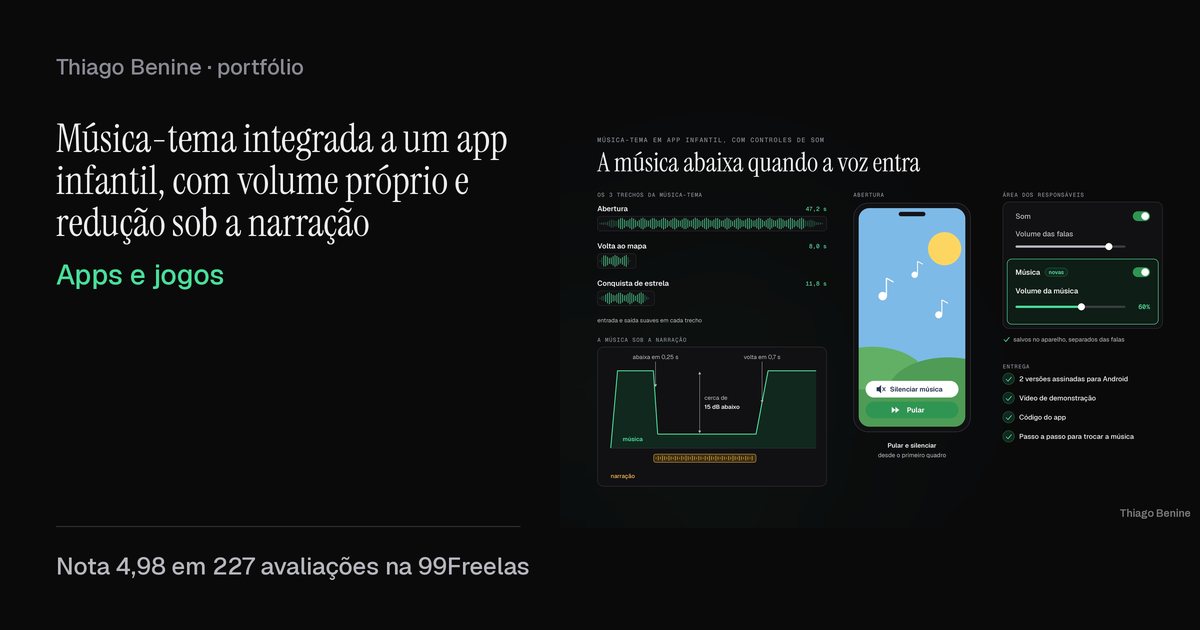 Thiago Benine · portfólio
Música-tema integrada a um app
infantil, com volume próprio e
redução sob a narração
Apps e jogos
Nota 4,98 em 227 avaliações na 99Freelas
MÚSICA-TEMA EM APP INFANTIL, COM CONTROLES DE SOM
A música abaixa quando a voz entra
OS 3 TRECHOS DA MÚSICA-TEMA
Abertura 47,2 s
Volta ao mapa 8,0 s
Conquista de estrela 11,8 s
entrada e saída suaves em cada trecho
A MÚSICA SOB A NARRAÇÃO
abaixa em 0,25 s volta em 0,7 s
cerca de
15 dB abaixo
música
narração
ABERTURA
Silenciar música
Pular
Pular e silenciar
desde o primeiro quadro
ÁREA DOS RESPONSÁVEIS
Som
Volume das falas
Música novas
Volume da música
60%
salvos no aparelho, separados das falas
ENTREGA
2 versões assinadas para Android
Vídeo de demonstração
Código do app
Passo a passo para trocar a música
Thiago Benine